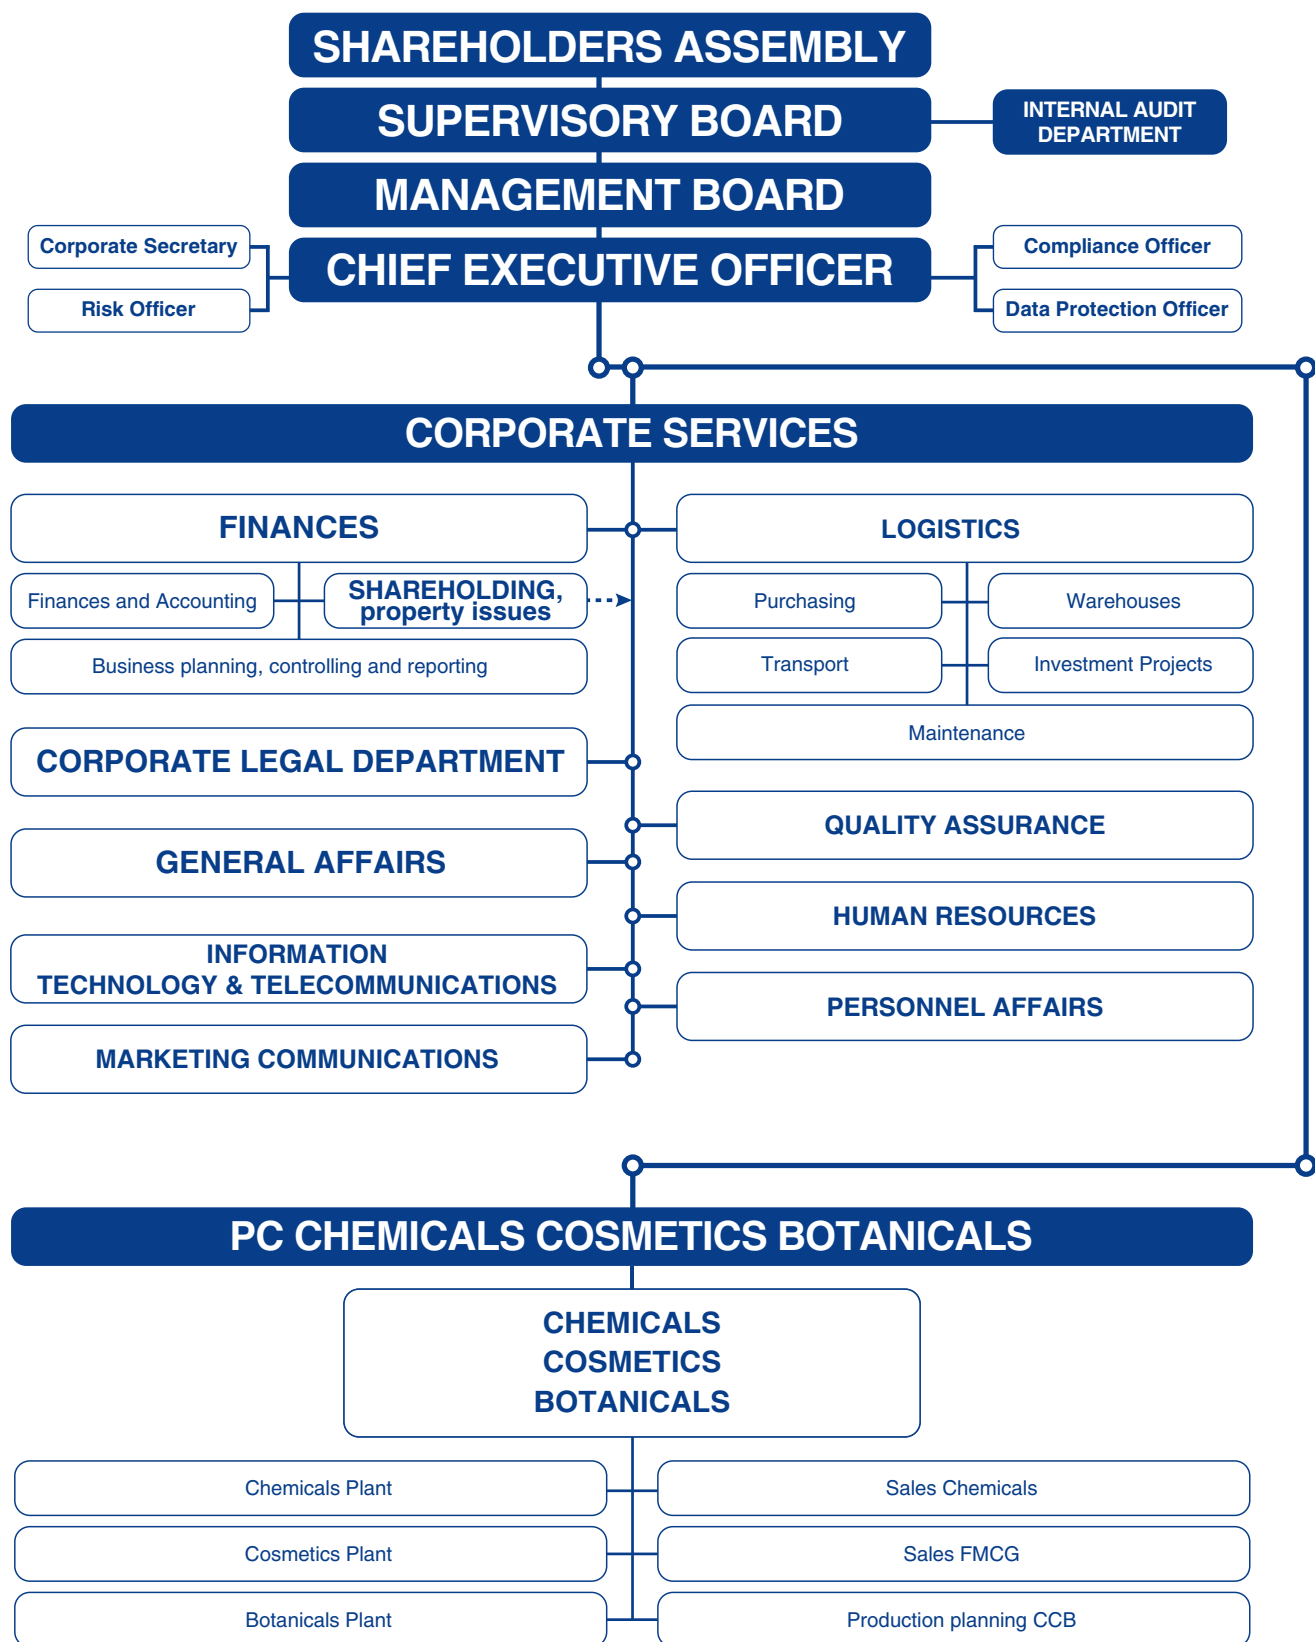 SHAREHOLDERS ASSEMBLY
SUPERVISORY BOARD
INTERNAL AUDIT
DEPARTMENT
MANAGEMENT BOARD
CHIEF EXECUTIVE OFFICER
Corporate Secretary
Risk Officer
Compliance Officer
Data Protection Officer
CORPORATE SERVICES
FINANCES
Finances and Accounting
SHAREHOLDING,
property issues
Business planning, controlling and reporting
CORPORATE LEGAL DEPARTMENT
GENERAL AFFAIRS
INFORMATION
TECHNOLOGY & TELECOMMUNICATIONS
MARKETING COMMUNICATIONS
LOGISTICS
Purchasing
Warehouses
Transport
Investment Projects
Maintenance
QUALITY ASSURANCE
HUMAN RESOURCES
PERSONNEL AFFAIRS
PC CHEMICALS COSMETICS BOTANICALS
CHEMICALS
COSMETICS
BOTANICALS
Chemicals Plant
Sales Chemicals
Cosmetics Plant
Sales FMCG
Botanicals Plant
Production planning CCB